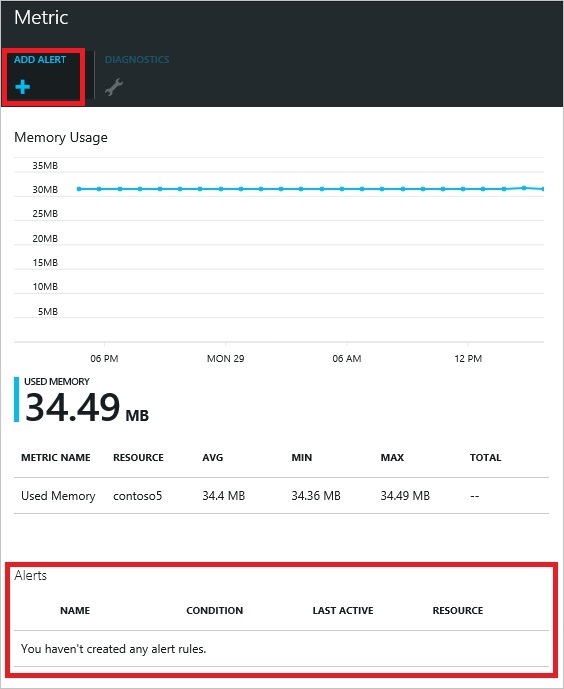 Metric
ADD ALERT DIAGNOSTICS
Memory Usage
35MB
30MB
25MB
20MB
15MB
10MB
5MB
06 PM MON 29 06 AM 12 PM
USED MEMORY
34.49 MB
METRIC NAME RESOURCE AVG MIN MAX TOTAL
Used Memory contoso5 34.4 MB 34.36 MB 34.49 MB --
Alerts
NAME CONDITION LAST ACTIVE RESOURCE
You haven't created any alert rules.